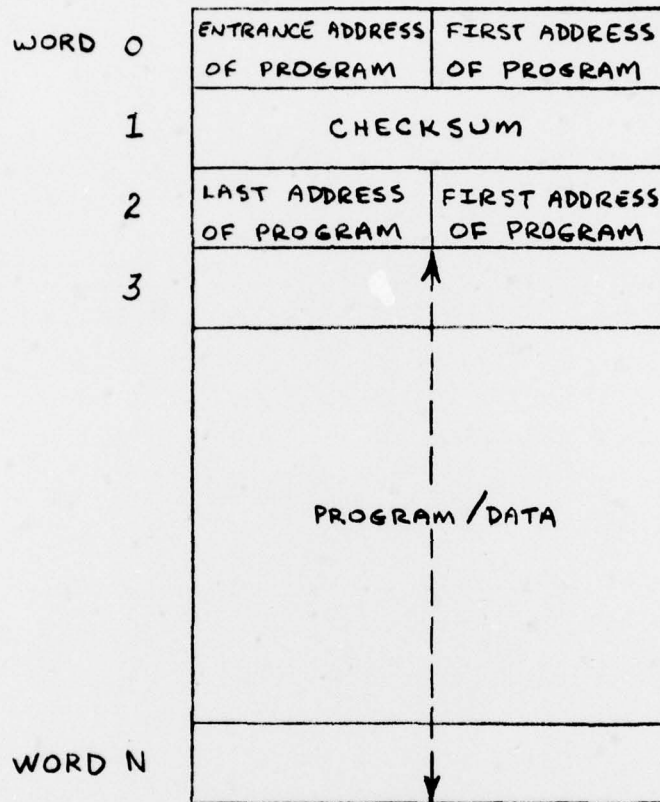 WORD 0
ENTRANCE ADDRESS
OF PROGRAM
FIRST ADDRESS
OF PROGRAM
1
CHECKSUM
2
LAST ADDRESS
OF PROGRAM
FIRST ADDRESS
OF PROGRAM
3
PROGRAM/DATA
WORD N